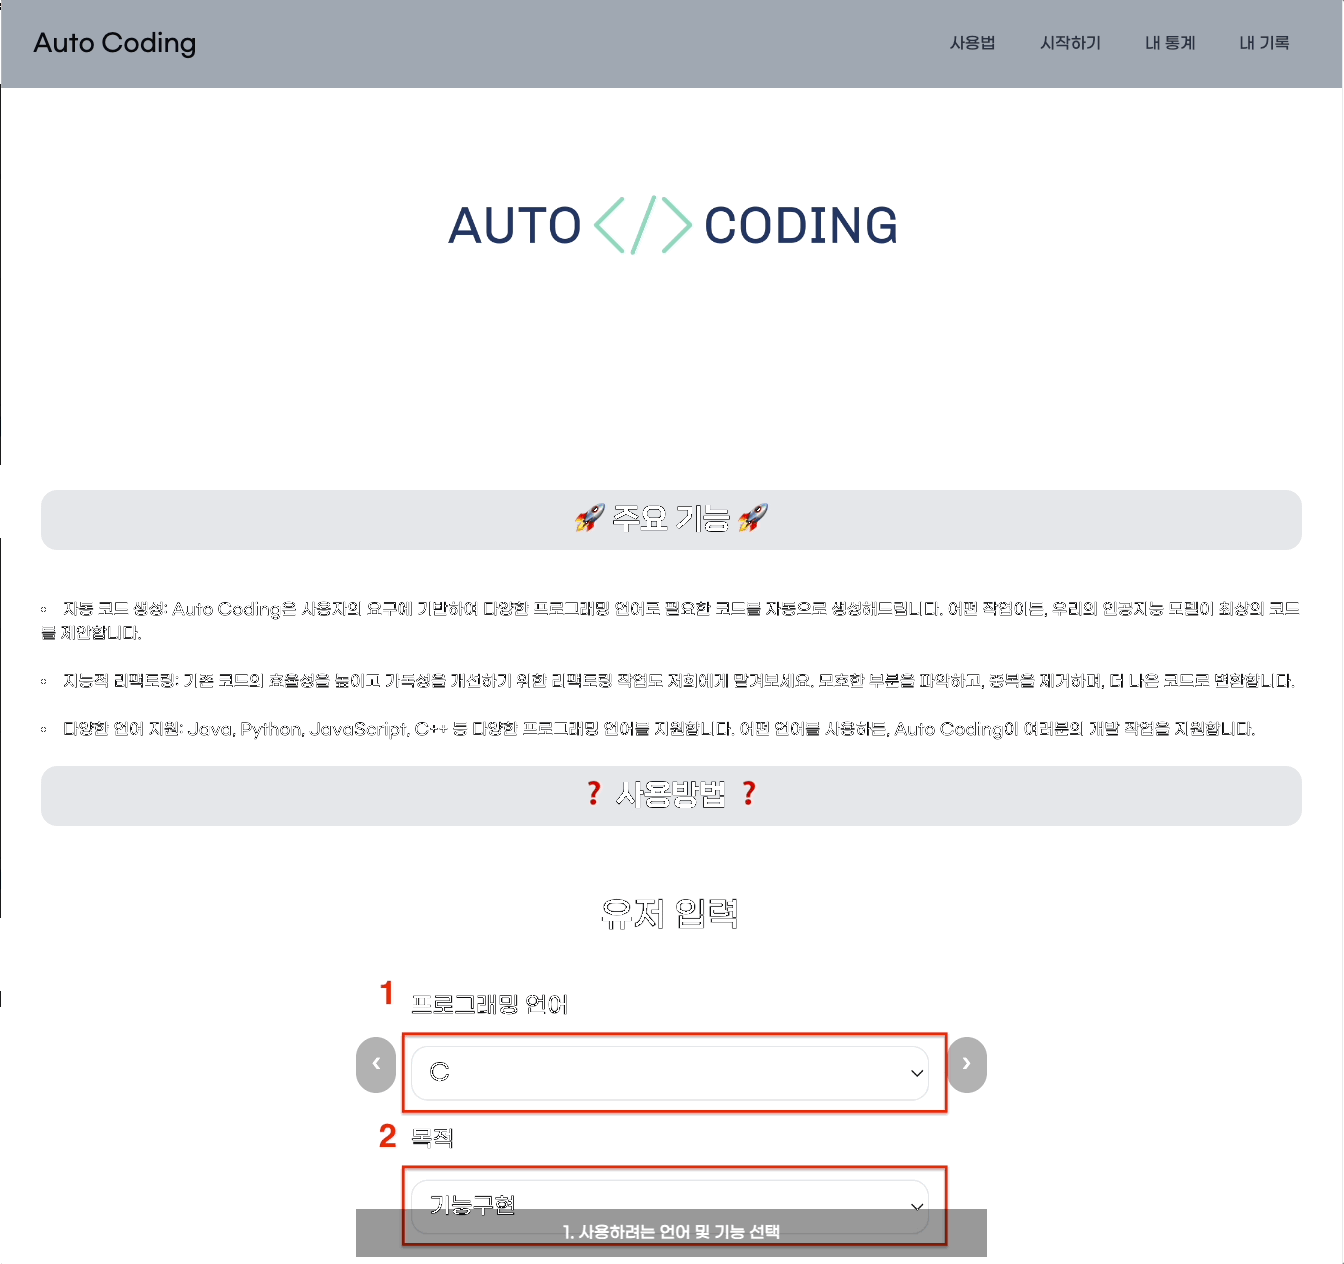 Auto Coding
사용법 시작하기 내 통계 내 기록
AUTO </> CODING
🚀 주요 기능 🚀
자동 코드 생성: Auto Coding은 사용자의 요구에 기반하여 다양한 프로그래밍 언어로 필요한 코드를 자동으로 생성해드립니다. 어떤 작업이든, 우리의 인공지능 모델이 최상의 코드
를 제안합니다.
지능적 리팩토링: 기존 코드의 효율성을 높이고 가독성을 개선하기 위한 리팩토링 작업도 저희에게 맡겨보세요. 모호한 부분을 파악하고, 중복을 제거하며, 더 나은 코드로 변환합니다.
다양한 언어 지원: Java, Python, JavaScript, C++ 등 다양한 프로그래밍 언어를 지원합니다. 어떤 언어를 사용하든, Auto Coding이 여러분의 개발 작업을 지원합니다.
❓ 사용방법 ❓
유저 입력
1 프로그래밍 언어
‹ C ›
2 목적
기능구현
1. 사용하려는 언어 및 기능 선택